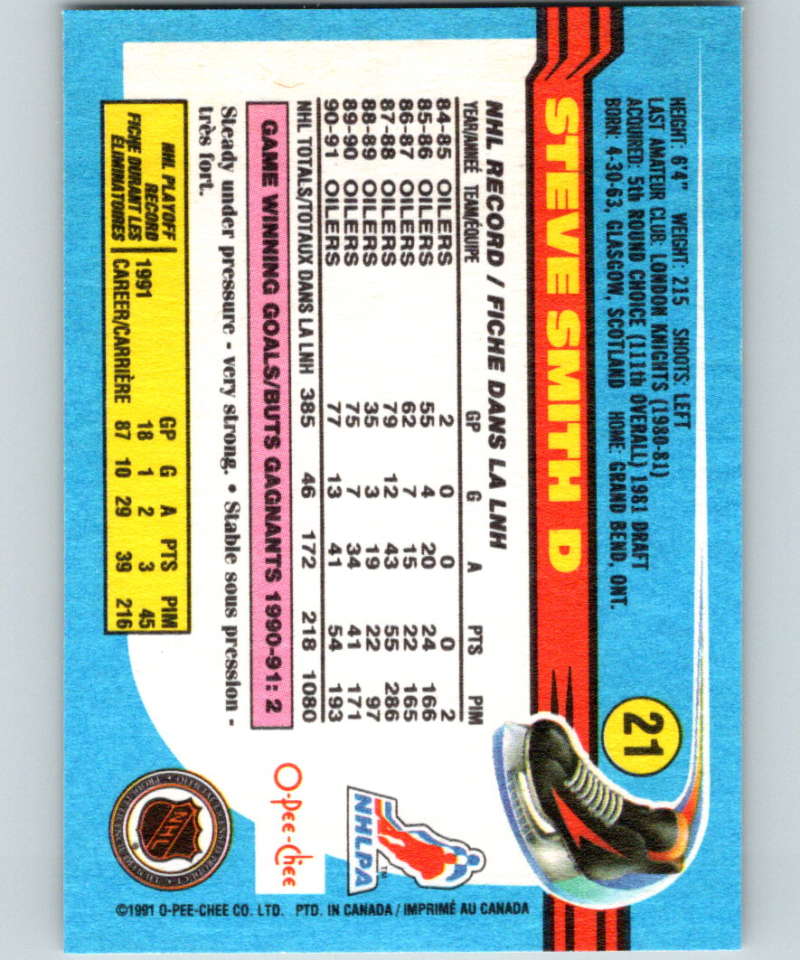 HEIGHT: 6'4" WEIGHT: 215 SHOOTS: LEFT
LAST AMATEUR CLUB: LONDON KNIGHTS (1980-81)
ACQUIRED: 5th ROUND CHOICE (111th OVERALL) 1981 DRAFT
BORN: 4-30-63, GLASGOW, SCOTLAND HOME: GRAND BEND, ONT.
21
STEVE SMITH D
NHL RECORD / FICHE DANS LA LNH
YEAR/ANNÉE TEAM/ÉQUIPE GP G A PTS PIM
84-85 OILERS 2 0 0 0 2
85-86 OILERS 55 4 20 24 166
86-87 OILERS 62 7 15 22 165
87-88 OILERS 79 12 43 55 286
88-89 OILERS 35 3 19 22 97
89-90 OILERS 75 7 34 41 171
90-91 OILERS 77 13 41 54 193
NHL TOTALS/TOTAUX DANS LA LNH 385 46 172 218 1080
GAME WINNING GOALS/BUTS GAGNANTS 1990-91: 2
Steady under pressure - very strong. • Stable sous pression -
très fort.
NHL PLAYOFF
RECORD
FICHE DURANT LES
ÉLIMINATOIRES
GP G A PTS PIM
1991 18 1 2 3 45
CAREER/CARRIÈRE 87 10 29 39 216
NHLPA
TM
O-Pee-Chee
NHL
©1991 O-PEE-CHEE CO. LTD. PTD. IN CANADA / IMPRIMÉ AU CANADA